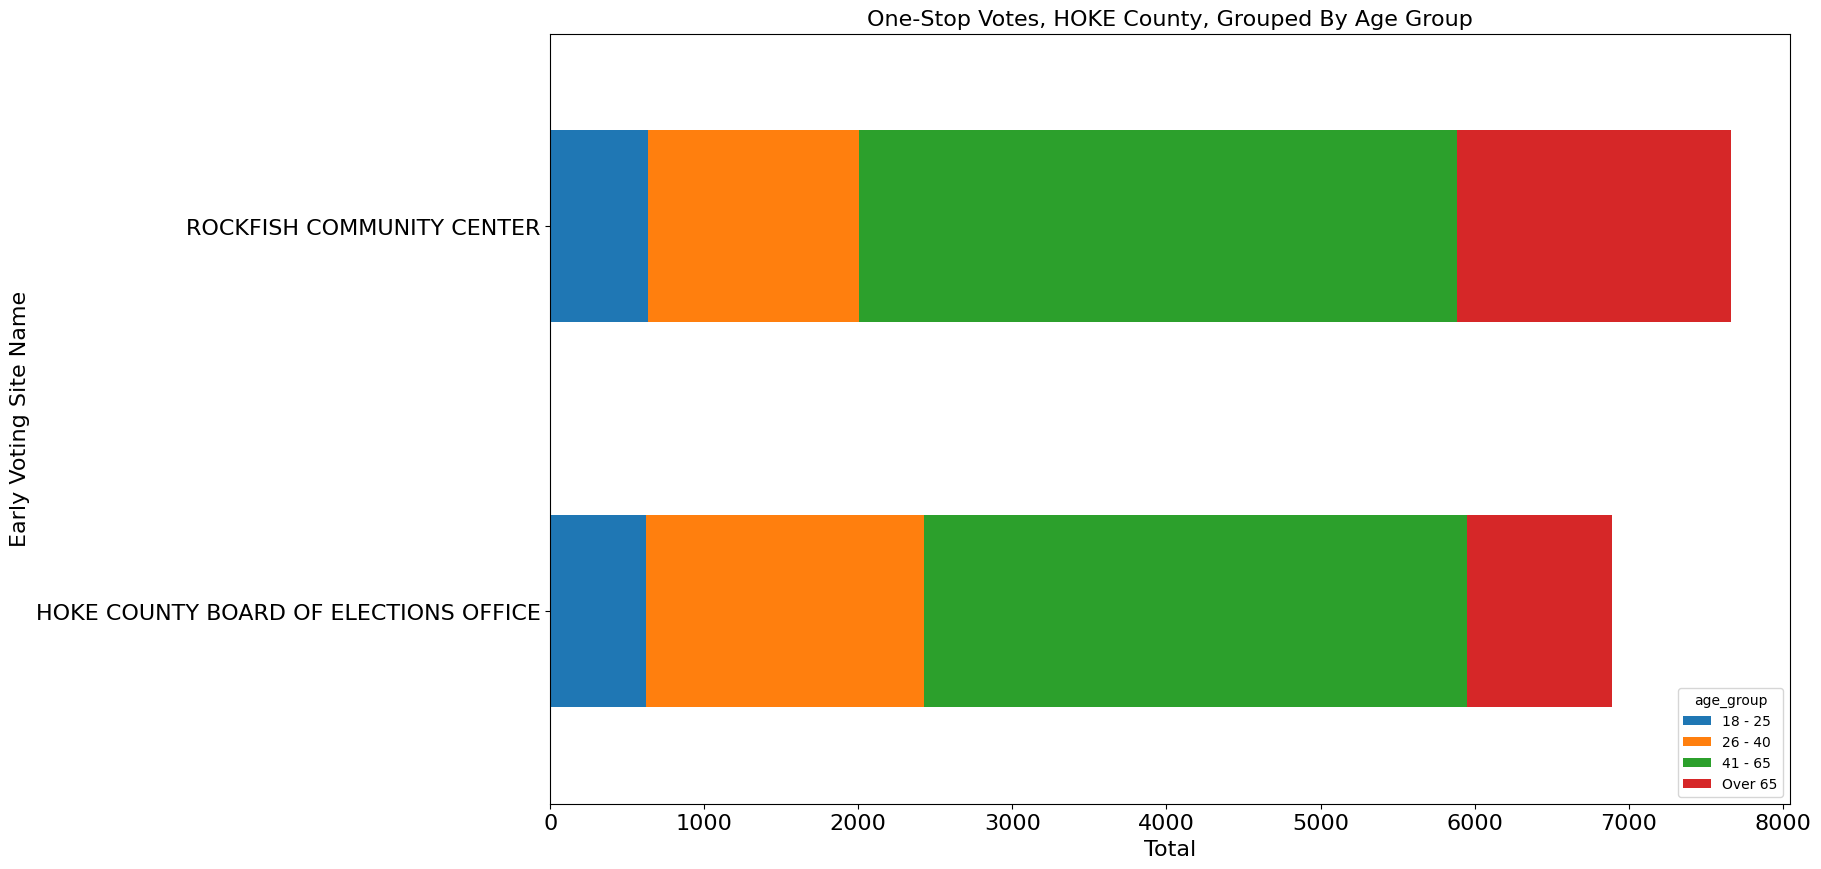 One-Stop Votes, HOKE County, Grouped By Age Group
Early Voting Site Name
ROCKFISH COMMUNITY CENTER
HOKE COUNTY BOARD OF ELECTIONS OFFICE
age_group
18 - 25
26 - 40
41 - 65
Over 65
0 1000 2000 3000 4000 5000 6000 7000 8000
Total